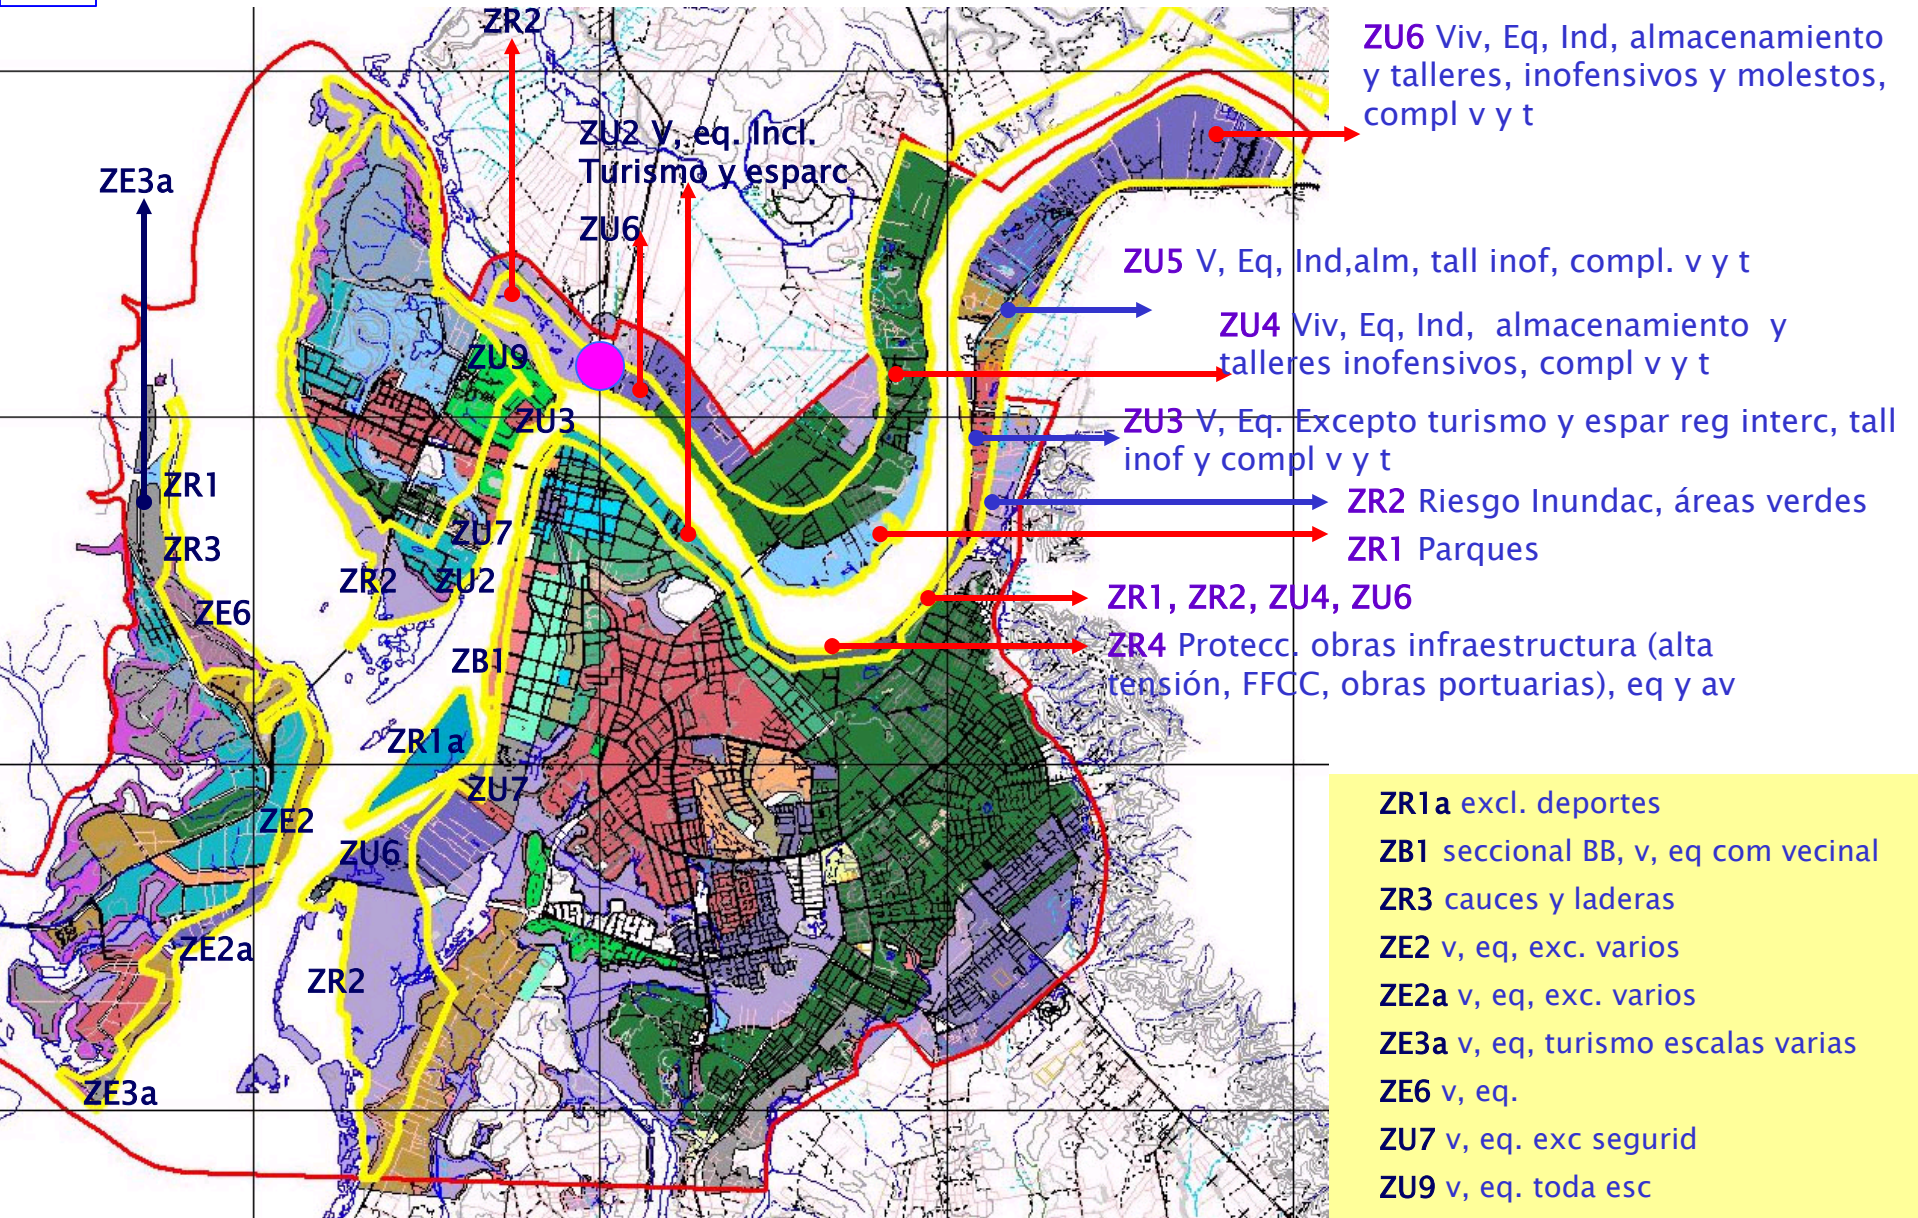 ZR2
ZU6 Viv, Eq, Ind, almacenamiento
y talleres, inofensivos y molestos,
compl v y t
ZU2 V, eq. Incl.
Turismo y esparc
ZE3a
ZU6
ZU5 V, Eq, Ind,alm, tall inof, compl. v y t
ZU4 Viv, Eq, Ind, almacenamiento y
talleres inofensivos, compl v y t
ZU9
ZU3
ZU3 V, Eq. Excepto turismo y espar reg interc, tall
inof y compl v y t
ZR1
ZR2 Riesgo Inundac, áreas verdes
ZU7
ZR3
ZR1 Parques
ZR2
ZU2
ZE6
ZR1, ZR2, ZU4, ZU6
ZB1
ZR4 Protecc. obras infraestructura (alta
tensión, FFCC, obras portuarias), eq y av
ZR1a
ZU7
ZE2
ZU6
ZE2a
ZR2
ZE3a
ZR1a excl. deportes
ZB1 seccional BB, v, eq com vecinal
ZR3 cauces y laderas
ZE2 v, eq, exc. varios
ZE2a v, eq, exc. varios
ZE3a v, eq, turismo escalas varias
ZE6 v, eq.
ZU7 v, eq. exc segurid
ZU9 v, eq. toda esc